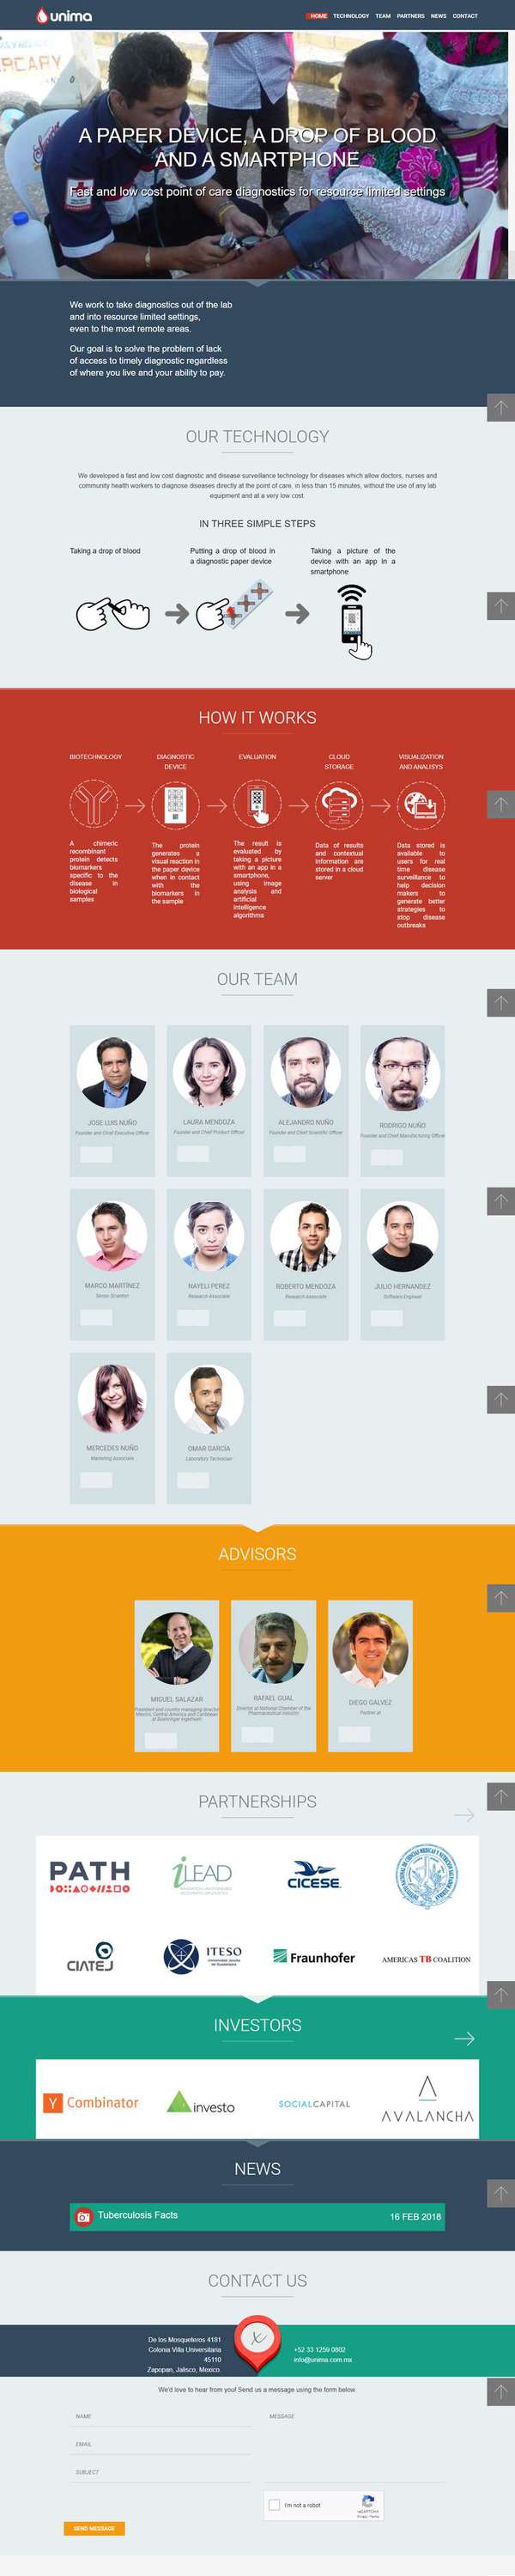 unima
HOME TECHNOLOGY TEAM PARTNERS NEWS CONTACT
A PAPER DEVICE, A DROP OF BLOOD
AND A SMARTPHONE
Fast and low cost point of care diagnostics for resource limited settings
We work to take diagnostics out of the lab
and into resource limited settings,
even to the most remote areas.
Our goal is to solve the problem of lack
of access to timely diagnostic regardless
of where you live and your ability to pay.
OUR TECHNOLOGY
We developed a fast and low cost diagnostic and disease surveillance technology for diseases which allow doctors, nurses and
community health workers to diagnose diseases directly at the point of care, in less than 15 minutes, without the use of any lab
equipment and at a very low cost.
IN THREE SIMPLE STEPS
Taking a drop of blood
Putting a drop of blood in
a diagnostic paper device
Taking a picture of the
device with an app in a
smartphone
HOW IT WORKS
BIOTECHNOLOGY
DIAGNOSTIC
DEVICE
EVALUATION
CLOUD
STORAGE
VISUALIZATION
AND ANALISYS
A chimeric
recombinant
protein detects
biomarkers
specific to the
disease in
biological
samples
The protein
generates a
visual reaction in
the paper device
when in contact
with the
biomarkers in
the sample
The result is
evaluated by
taking a picture
with an app in a
smartphone,
using image
analysis and
artificial
intelligence
algorithms
Data of results
and contextual
information are
stored in a cloud
server
Data stored is
available to
users for real
time disease
surveillance to
help decision
makers to
generate better
strategies to
stop disease
outbreaks
OUR TEAM
JOSE LUIS NUÑO
Founder and Chief Executive Officer
LAURA MENDOZA
Founder and Chief Product Officer
ALEJANDRO NUÑO
Founder and Chief Scientific Officer
RODRIGO NUÑO
Founder and Chief Manufacturing Officer
MARCO MARTÍNEZ
Senior Scientist
NAYELI PEREZ
Research Associate
ROBERTO MENDOZA
Research Associate
JULIO HERNANDEZ
Software Engineer
MERCEDES NUÑO
Marketing Associate
OMAR GARCÍA
Laboratory Technician
ADVISORS
MIGUEL SALAZAR
President and country managing director
Mexico, Central America and Caribbean
at Boehringer Ingelheim
RAFAEL GUAL
Director at National Chamber of the
Pharmaceutical Industry
DIEGO GALVEZ
Partner at
PARTNERSHIPS
PATH
iLEAD
CICESE
CIATEJ
ITESO
Fraunhofer
AMERICAS TB COALITION
INVESTORS
Y Combinator
investo
SOCIALCAPITAL
AVALANCHA
NEWS
Tuberculosis Facts
16 FEB 2018
CONTACT US
De los Mosqueteros 4181
Colonia Villa Universitaria
45110
Zapopan, Jalisco, Mexico.
+52 33 1250 0802
info@unima.com.mx
We'd love to hear from you! Send us a message using the form below
NAME
MESSAGE
EMAIL
SUBJECT
I'm not a robot
reCAPTCHA
Privacy - Terms
SEND MESSAGE